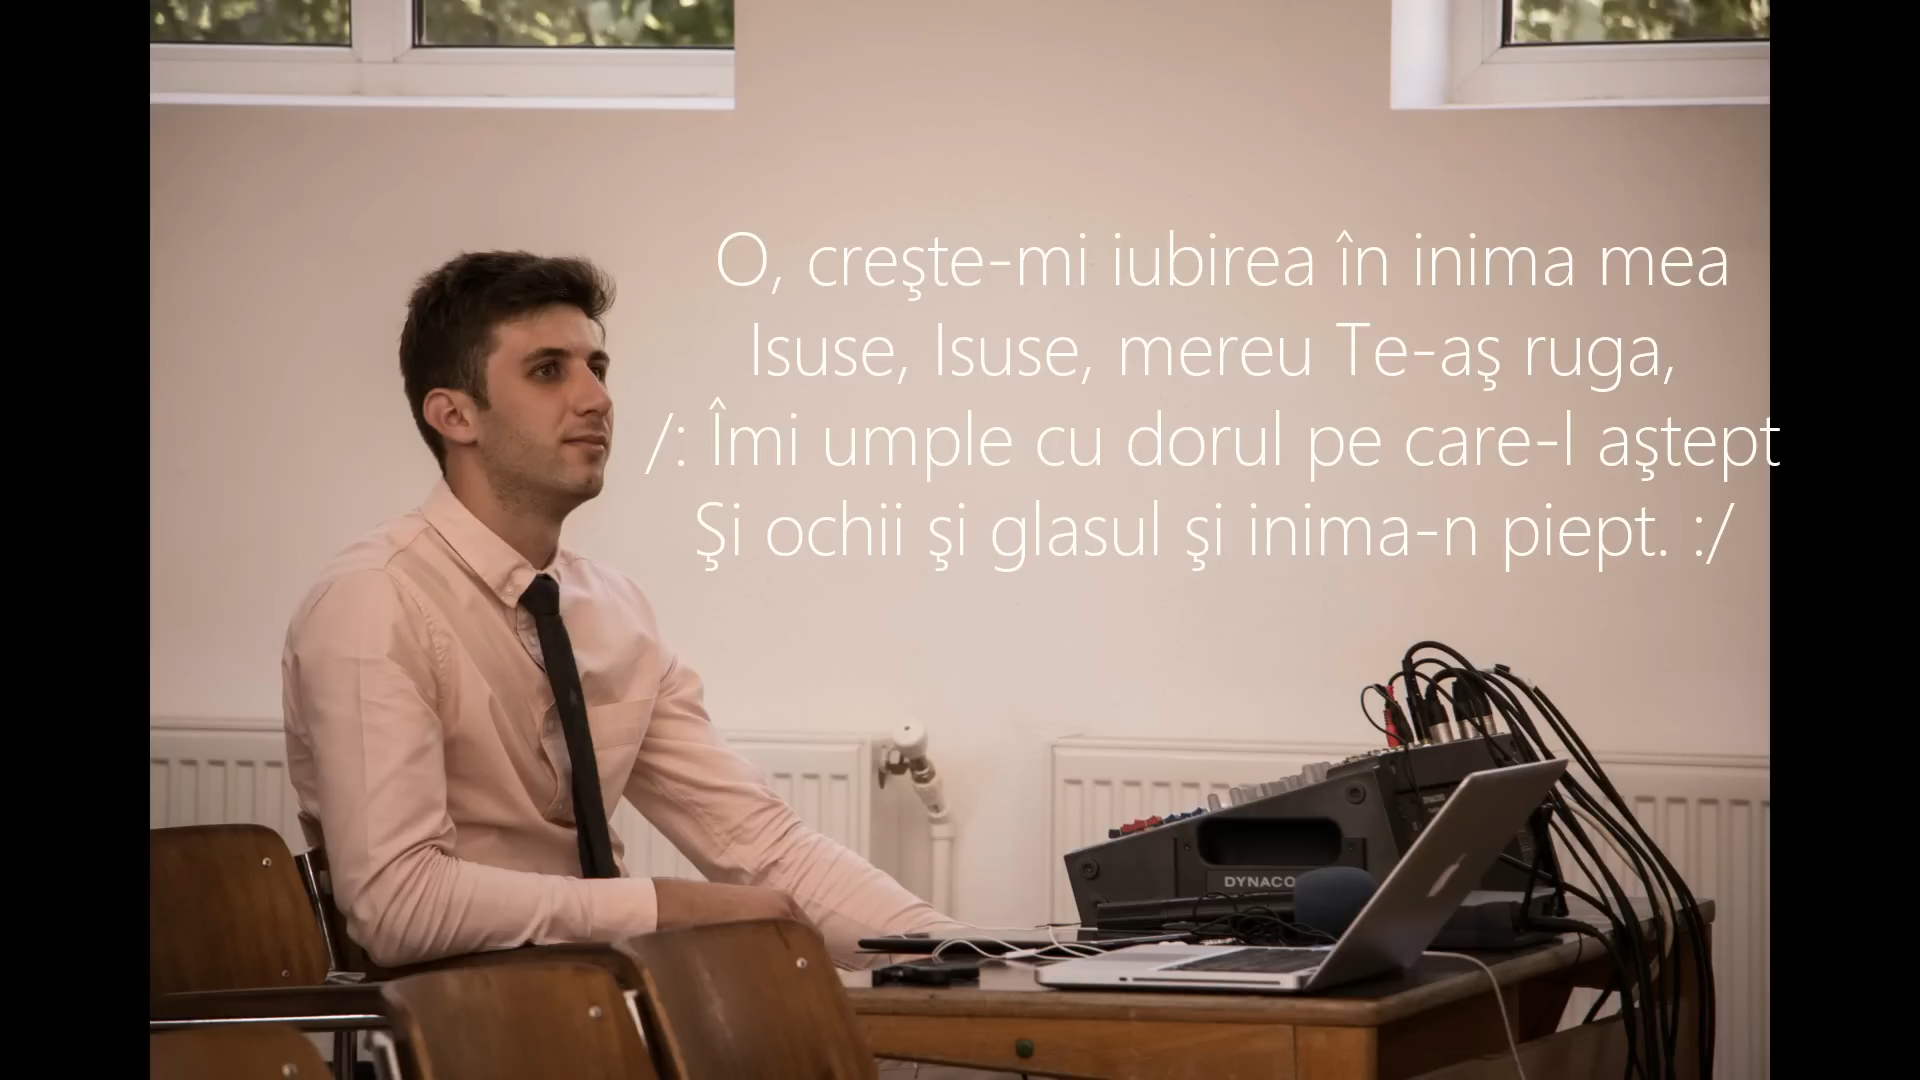 O, creşte-mi iubirea în inima mea
Isuse, Isuse, mereu Te-aş ruga,
/: Îmi umple cu dorul pe care-l aştept
Şi ochii şi glasul şi inima-n piept. :/
DYNACO